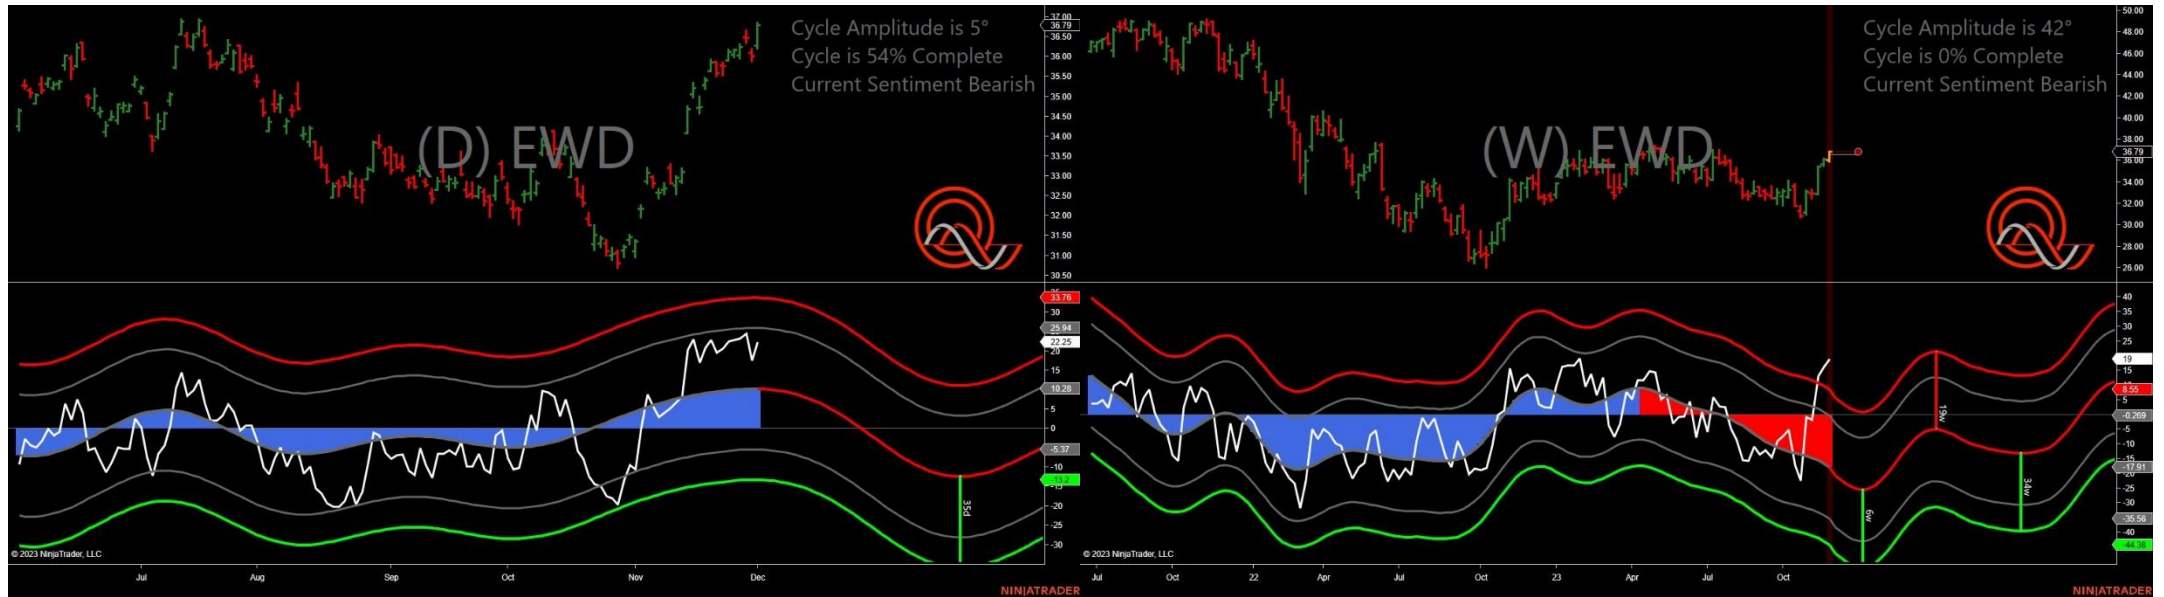 Cycle Amplitude is 5°
Cycle is 54% Complete
Current Sentiment Bearish
(D) EWD
37.00
36.79
36.50
36.00
35.50
35.00
34.50
34.00
33.50
33.00
32.50
32.00
31.50
31.00
30.50
33.76
25.94
22.25
20
10.28
5
0
-5.37
-10
-13.2
-20
-25
-30
35d
© 2023 NinjaTrader, LLC
Jul
Aug
Sep
Oct
Nov
Dec
NINJATRADER
Cycle Amplitude is 42°
Cycle is 0% Complete
Current Sentiment Bearish
(W) EWD
50.00
48.00
46.00
44.00
42.00
40.00
38.00
36.79
36.00
34.00
32.00
30.00
28.00
26.00
40
35
30
25
19
15
8.55
5
-0.269
-5
-10
-17.91
-25
-30
-35.56
-40
-44.38
19w
34w
6w
© 2023 NinjaTrader, LLC
Jul
Oct
22
Apr
Jul
Oct
23
Apr
Jul
Oct
NINJATRADER